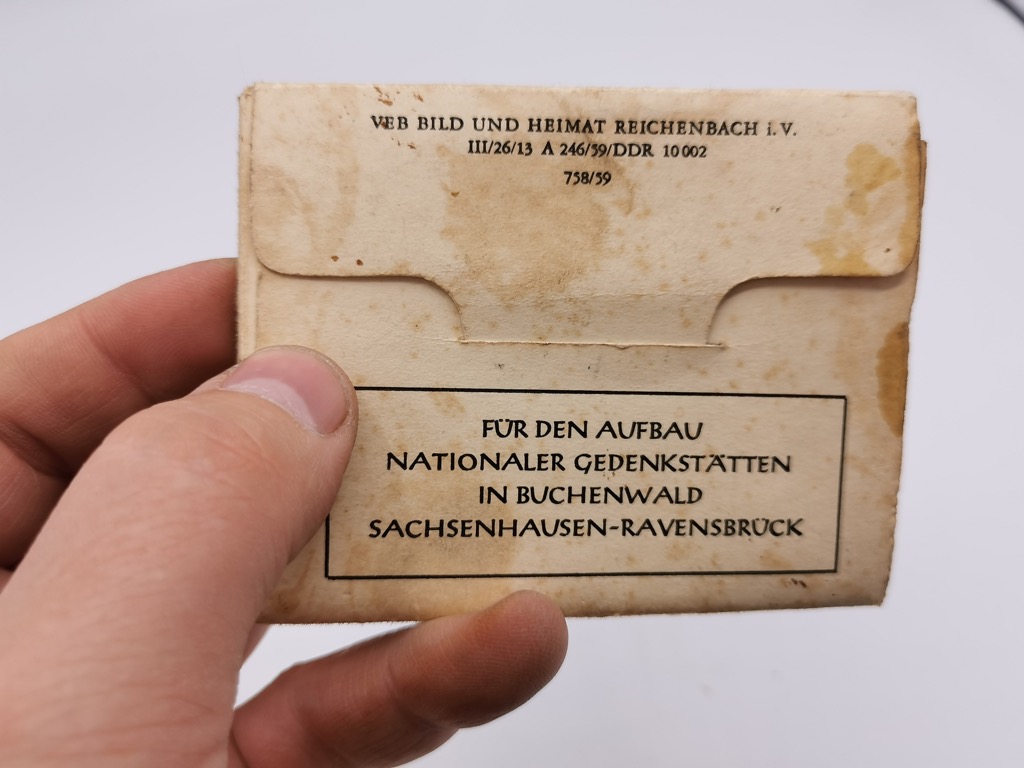 VEB BILD UND HEIMAT REICHENBACH i. V.
III/26/13 A 246/59/DDR 10 002
758/59
FÜR DEN AUFBAU
NATIONALER GEDENKSTÄTTEN
IN BUCHENWALD
SACHSENHAUSEN-RAVENSBRÜCK